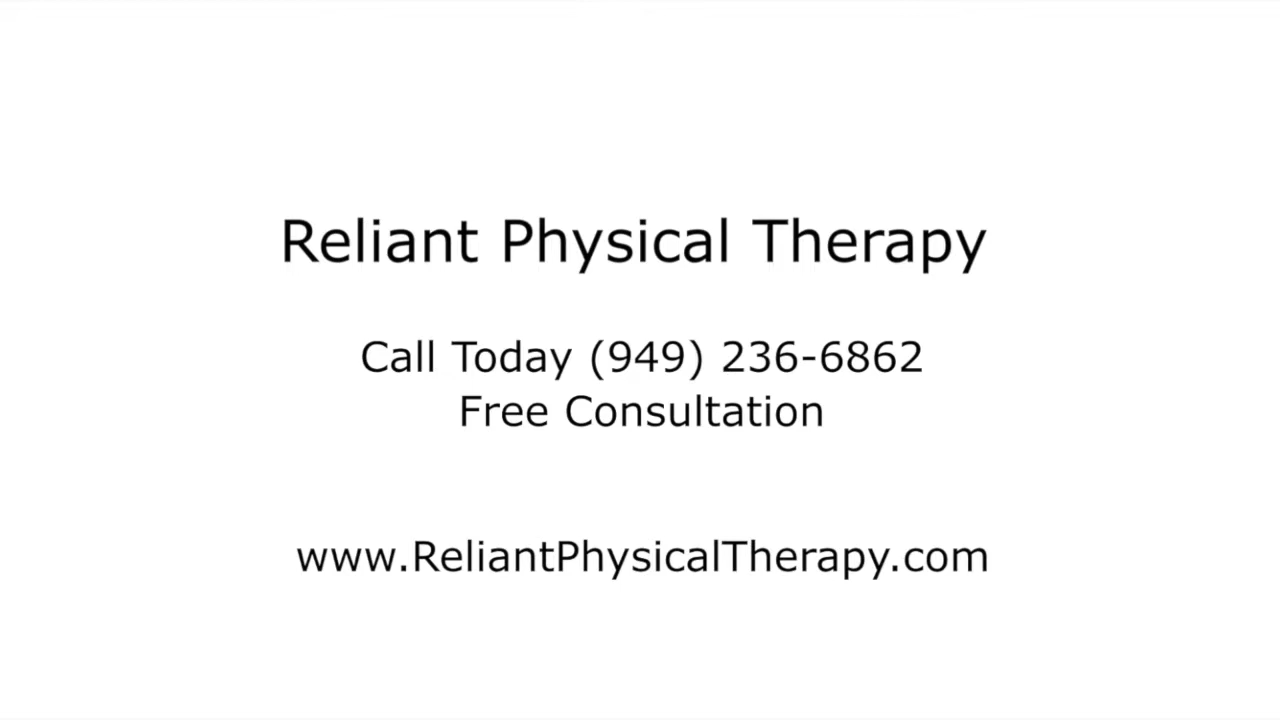 Reliant Physical Therapy
Call Today (949) 236-6862
Free Consultation
www.ReliantPhysicalTherapy.com